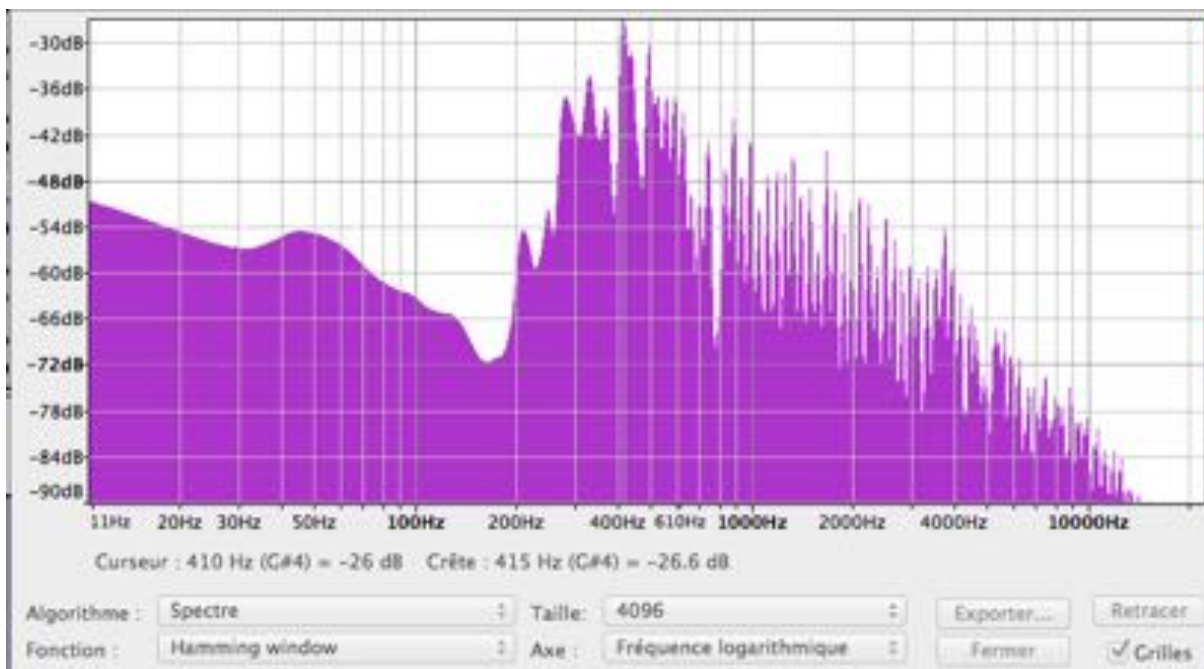 -30dB
-36dB
-42dB
-48dB
-54dB
-60dB
-66dB
-72dB
-78dB
-84dB
-90dB
11Hz 20Hz 30Hz 50Hz 100Hz 200Hz 400Hz 610Hz 1000Hz 2000Hz 4000Hz 10000Hz
Curseur : 410 Hz (G#4) = -26 dB Crête : 415 Hz (G#4) = -26.6 dB
Algorithme : Spectre Taille: 4096 Exporter... Retracer
Fonction : Hamming window Axe : Fréquence logarithmique Fermer Grilles